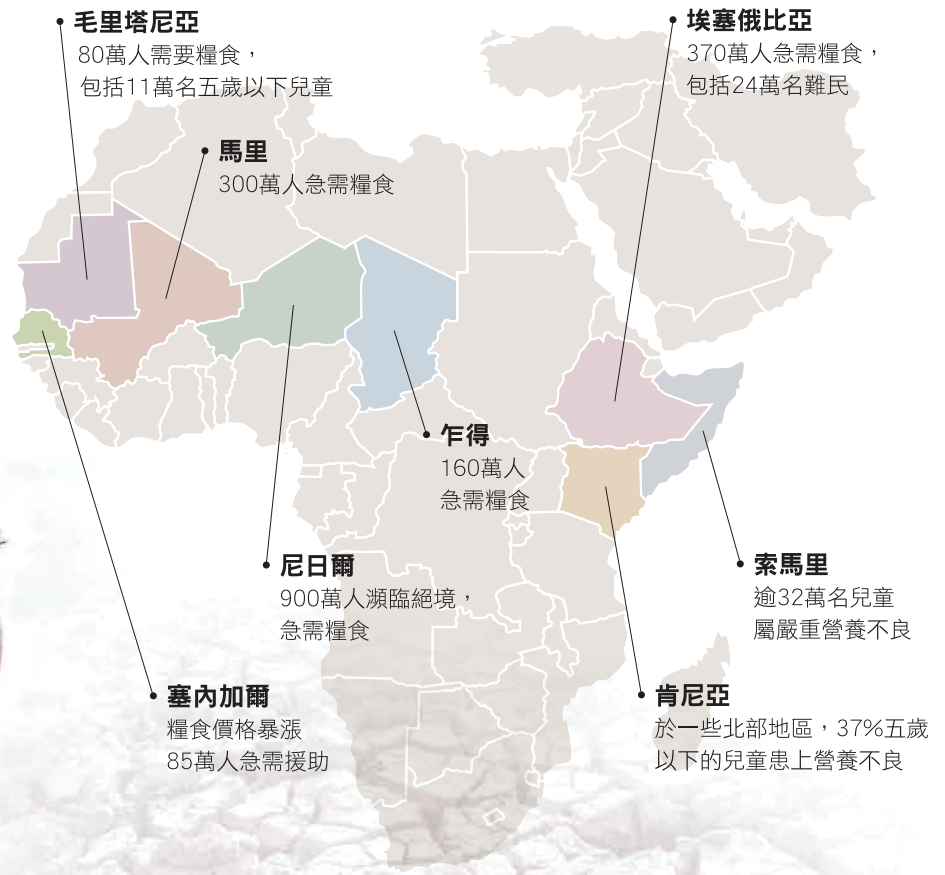 毛里塔尼亞
80萬人需要糧食，
包括11萬名五歲以下兒童
埃塞俄比亞
370萬人急需糧食，
包括24萬名難民
馬里
300萬人急需糧食
乍得
160萬人
急需糧食
尼日爾
900萬人瀕臨絕境，
急需糧食
索馬里
逾32萬名兒童
屬嚴重營養不良
塞內加爾
糧食價格暴漲
85萬人急需援助
肯尼亞
於一些北部地區，37%五歲
以下的兒童患上營養不良